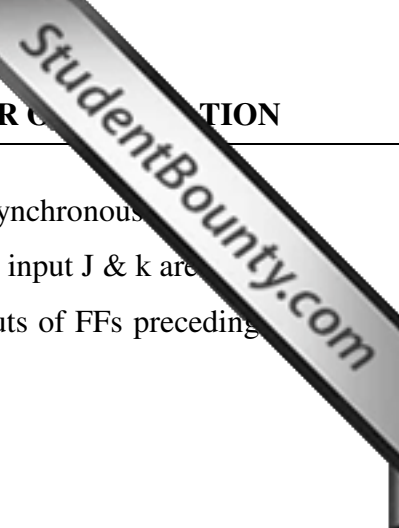 StudentBounty.com
R O TION
ynchronous
input J & k are
uts of FFs preceding